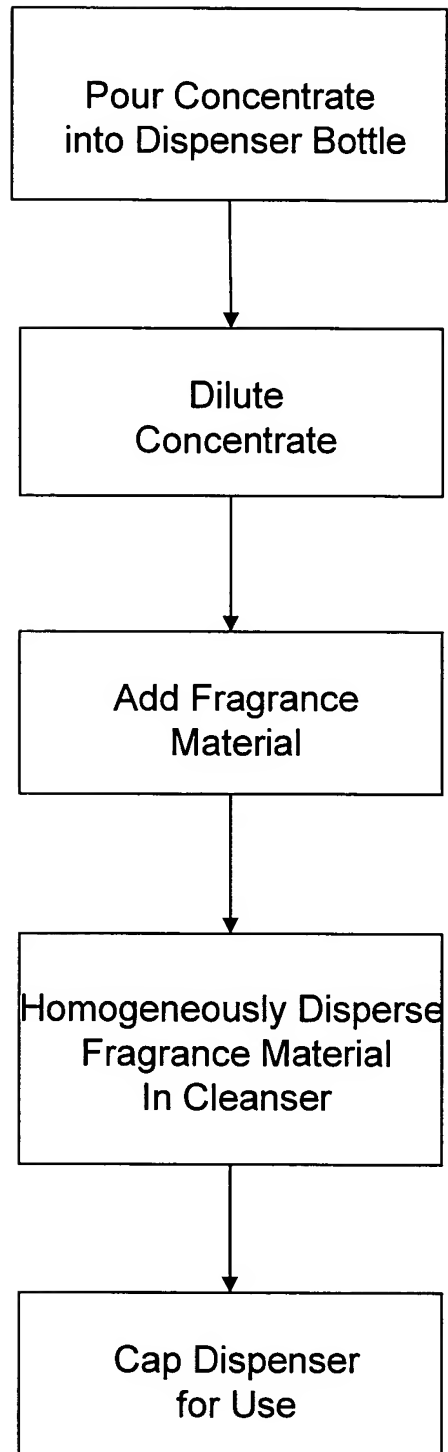 Pour Concentrate
into Dispenser Bottle
Dilute
Concentrate
Add Fragrance
Material
Homogeneously Disperse
Fragrance Material
In Cleanser
Cap Dispenser
for Use